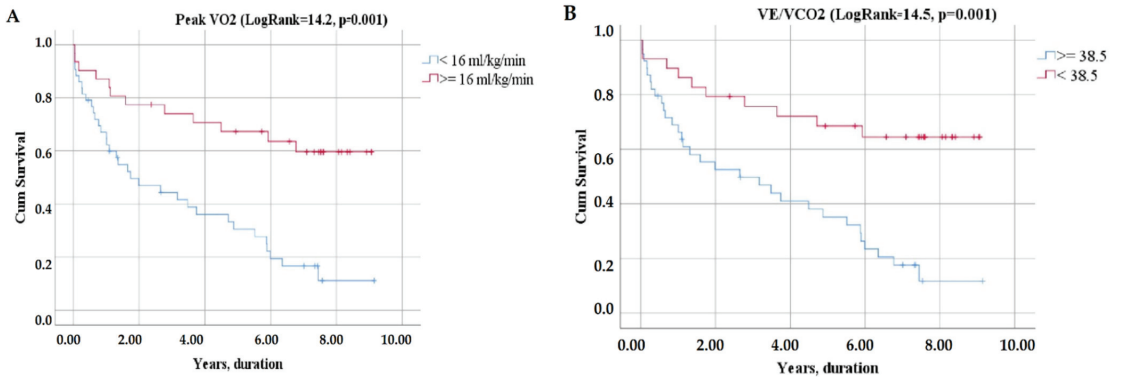 A
Peak VO2 (LogRank=14.2, p=0.001)
< 16 ml/kg/min
>= 16 ml/kg/min
Cum Survival
1.0
0.8
0.6
0.4
0.2
0.0
0.00 2.00 4.00 6.00 8.00 10.00
Years, duration
B
VE/VCO2 (LogRank=14.5, p=0.001)
>= 38.5
< 38.5
Cum Survival
1.0
0.8
0.6
0.4
0.2
0.0
0.00 2.00 4.00 6.00 8.00 10.00
Years, duration